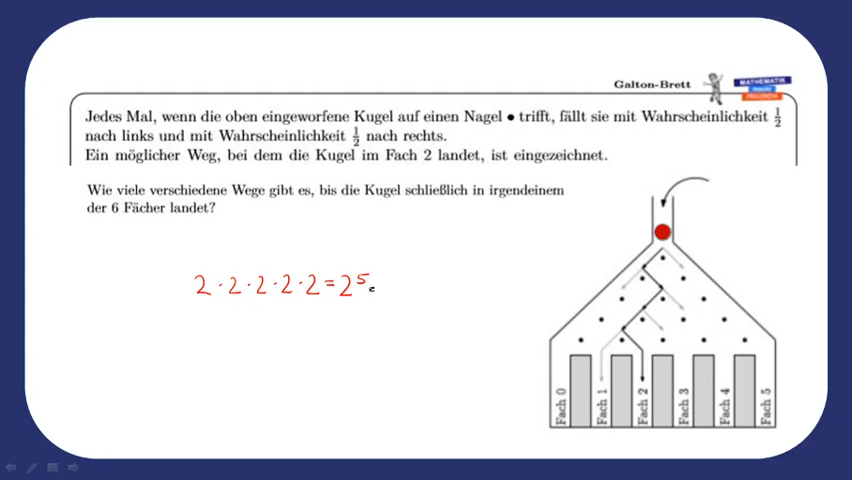 Galton-Brett
MATHEMATIK
macht
FREU(N)DE
Jedes Mal, wenn die oben eingeworfene Kugel auf einen Nagel • trifft, fällt sie mit Wahrscheinlichkeit 1/2
nach links und mit Wahrscheinlichkeit 1/2 nach rechts.
Ein möglicher Weg, bei dem die Kugel im Fach 2 landet, ist eingezeichnet.
Wie viele verschiedene Wege gibt es, bis die Kugel schließlich in irgendeinem
der 6 Fächer landet?
2 · 2 · 2 · 2 · 2 = 2⁵
Fach 0
Fach 1
Fach 2
Fach 3
Fach 4
Fach 5